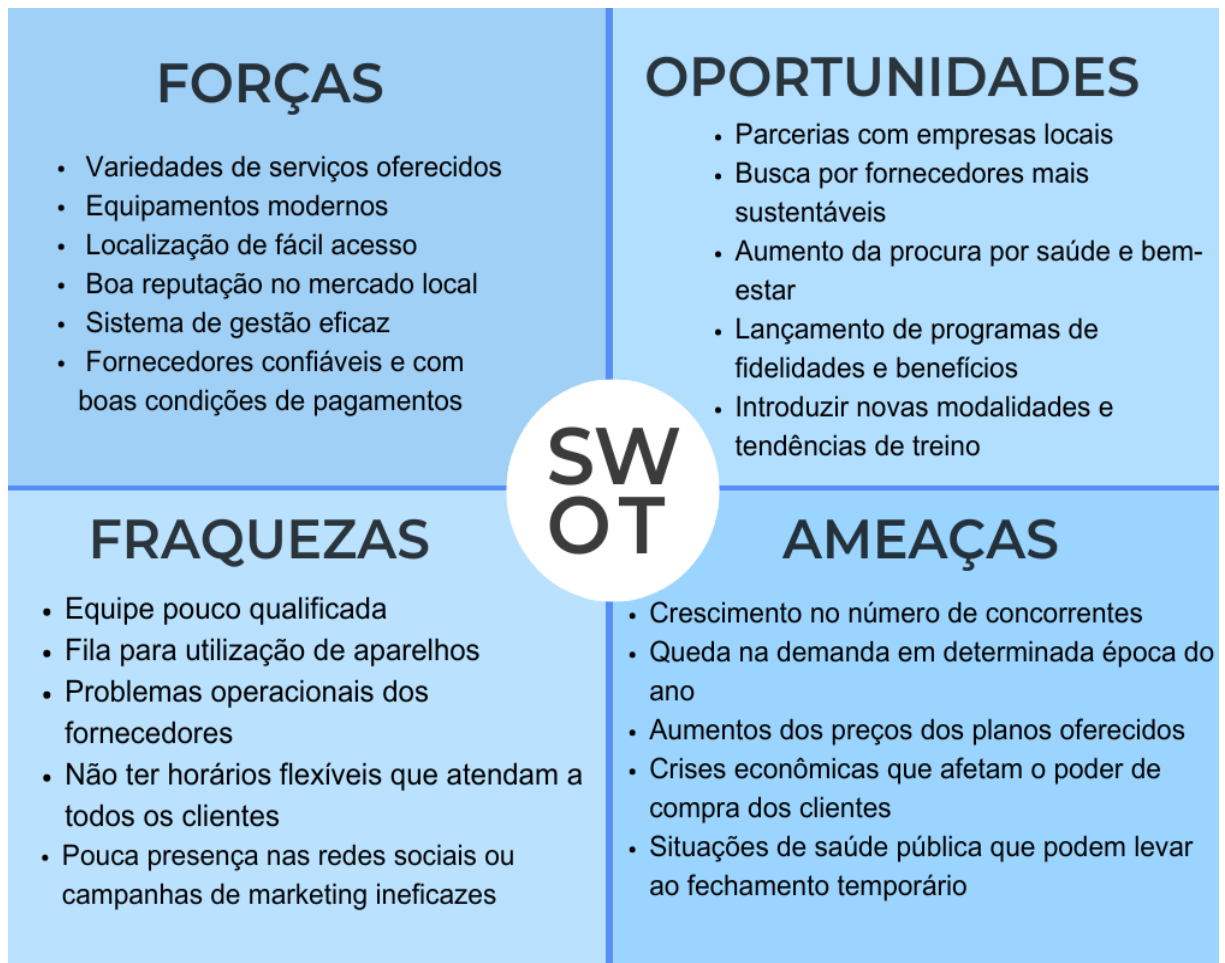 FORÇAS
• Variedades de serviços oferecidos
• Equipamentos modernos
• Localização de fácil acesso
• Boa reputação no mercado local
• Sistema de gestão eficaz
• Fornecedores confiáveis e com
boas condições de pagamentos
OPORTUNIDADES
• Parcerias com empresas locais
• Busca por fornecedores mais
sustentáveis
• Aumento da procura por saúde e bem-
estar
• Lançamento de programas de
fidelidades e benefícios
• Introduzir novas modalidades e
tendências de treino
SW
OT
FRAQUEZAS
• Equipe pouco qualificada
• Fila para utilização de aparelhos
• Problemas operacionais dos
fornecedores
• Não ter horários flexíveis que atendam a
todos os clientes
• Pouca presença nas redes sociais ou
campanhas de marketing ineficazes
AMEAÇAS
• Crescimento no número de concorrentes
• Queda na demanda em determinada época do
ano
• Aumentos dos preços dos planos oferecidos
• Crises econômicas que afetam o poder de
compra dos clientes
• Situações de saúde pública que podem levar
ao fechamento temporário